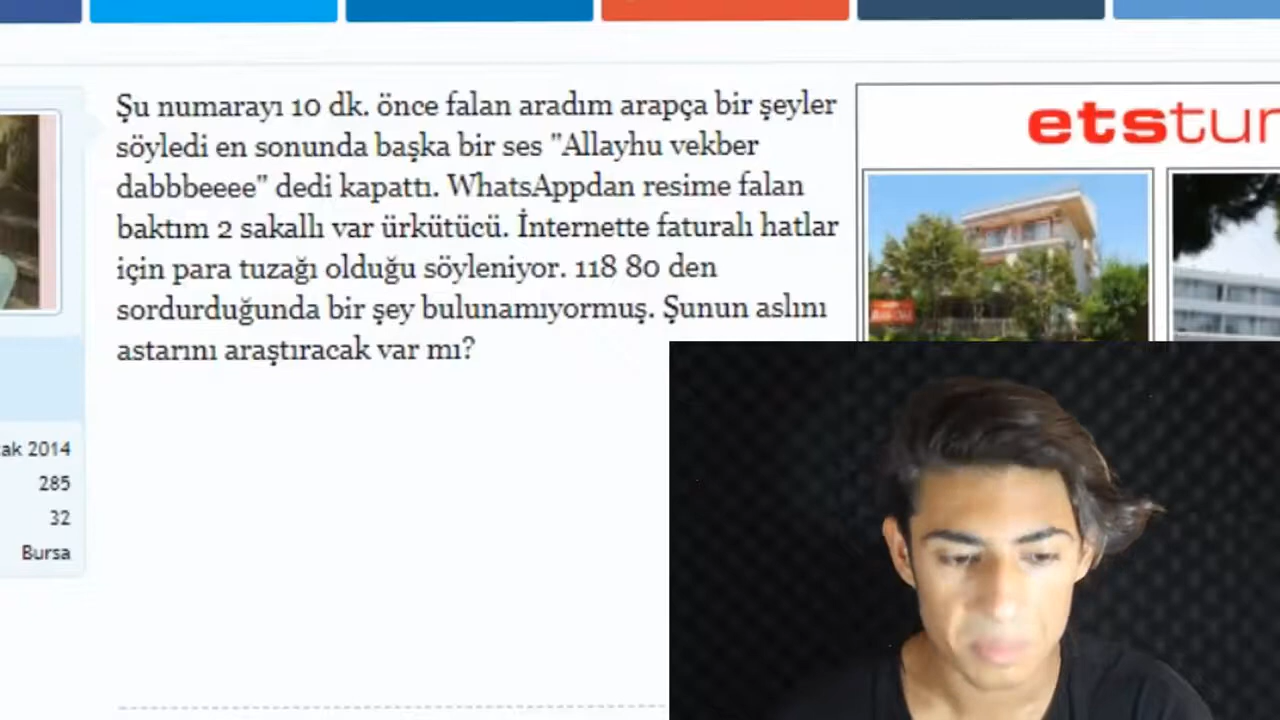 Şu numarayı 10 dk. önce falan aradım arapça bir şeyler
söyledi en sonunda başka bir ses "Allayhu vekber
dabbbeeee" dedi kapattı. WhatsAppdan resime falan
baktım 2 sakallı var ürkütücü. İnternette faturalı hatlar
için para tuzağı olduğu söyleniyor. 118 80 den
sordurduğunda bir şey bulunamıyormuş. Şunun aslını
astarını araştıracak var mı?
etstur
ak 2014
285
32
Bursa